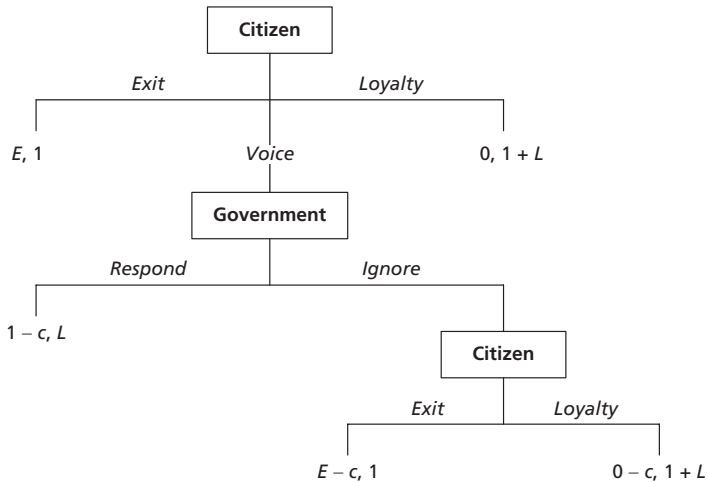 Citizen
Exit Loyalty
E, 1 Voice 0, 1 + L
Government
Respond Ignore
1 – c, L
Citizen
Exit Loyalty
E – c, 1 0 – c, 1 + L